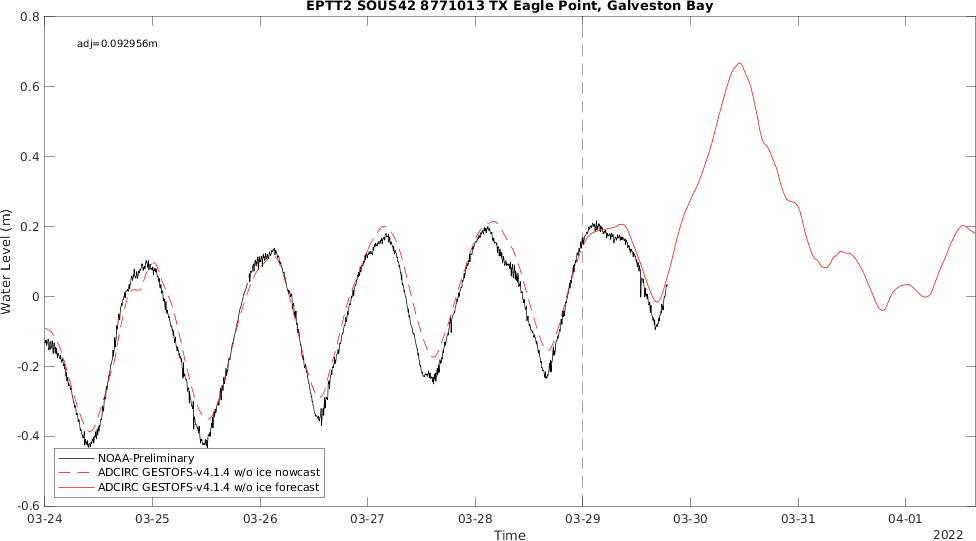 EPTT2 SOUS42 8771013 TX Eagle Point, Galveston Bay
adj=0.092956m
0.8
0.6
0.4
0.2
0
-0.2
-0.4
-0.6
Water Level (m)
NOAA-Preliminary
ADCIRC GESTOFS-v4.1.4 w/o ice nowcast
ADCIRC GESTOFS-v4.1.4 w/o ice forecast
03-24 03-25 03-26 03-27 03-28 03-29 03-30 03-31 04-01
Time
2022